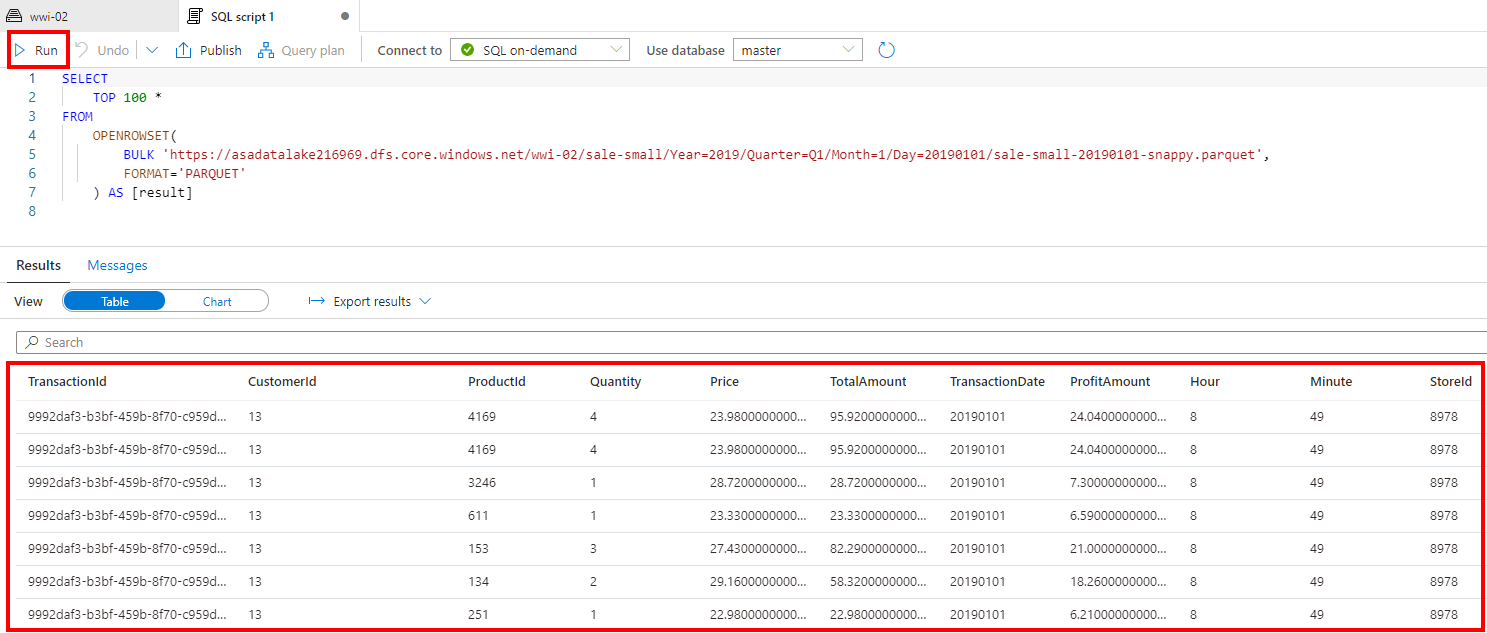 wwi-02 SQL script 1
Run Undo Publish Query plan Connect to SQL on-demand Use database master
1 SELECT
2 TOP 100 *
3 FROM
4 OPENROWSET(
5 BULK 'https://asadatalake216969.dfs.core.windows.net/wwi-02/sale-small/Year=2019/Quarter=Q1/Month=1/Day=20190101/sale-small-20190101-snappy.parquet',
6 FORMAT='PARQUET'
7 ) AS [result]
8
Results Messages
View Table Chart Export results
Search
TransactionId CustomerId ProductId Quantity Price TotalAmount TransactionDate ProfitAmount Hour Minute StoreId
9992daf3-b3bf-459b-8f70-c959d... 13 4169 4 23.9800000000... 95.9200000000... 20190101 24.0400000000... 8 49 8978
9992daf3-b3bf-459b-8f70-c959d... 13 4169 4 23.9800000000... 95.9200000000... 20190101 24.0400000000... 8 49 8978
9992daf3-b3bf-459b-8f70-c959d... 13 3246 1 28.7200000000... 28.7200000000... 20190101 7.30000000000... 8 49 8978
9992daf3-b3bf-459b-8f70-c959d... 13 611 1 23.3300000000... 23.3300000000... 20190101 6.59000000000... 8 49 8978
9992daf3-b3bf-459b-8f70-c959d... 13 153 3 27.4300000000... 82.2900000000... 20190101 21.0000000000... 8 49 8978
9992daf3-b3bf-459b-8f70-c959d... 13 134 2 29.1600000000... 58.3200000000... 20190101 18.2600000000... 8 49 8978
9992daf3-b3bf-459b-8f70-c959d... 13 251 1 22.9800000000... 22.9800000000... 20190101 6.21000000000... 8 49 8978